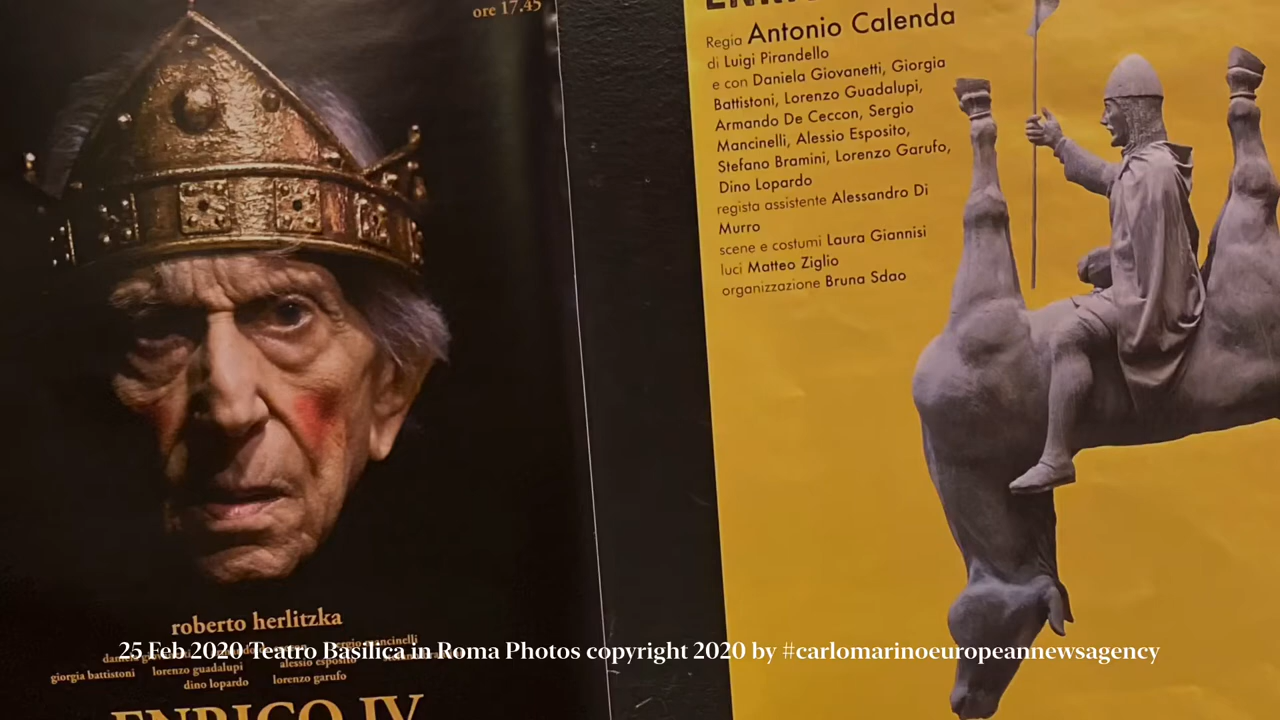 ore 17.45
roberto herlitzka
giorgia battistoni lorenzo guadalupi alessio esposito
dino lopardo lorenzo garufo
ENRICO IV
Regia Antonio Calenda
di Luigi Pirandello
e con Daniela Giovanetti, Giorgia
Battistoni, Lorenzo Guadalupi,
Armando De Ceccon, Sergio
Mancinelli, Alessio Esposito,
Stefano Bramini, Lorenzo Garufo,
Dino Lopardo
regista assistente Alessandro Di
Murro
scene e costumi Laura Giannisi
luci Matteo Ziglio
organizzazione Bruna Sdao
25 Feb 2020 Teatro Basilica in Roma Photos copyright 2020 by #carlomarinoeuropeannewsagency